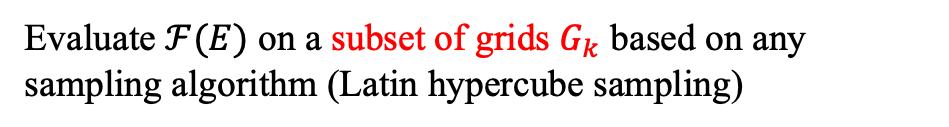 Evaluate ℱ(𝐸) on a subset of grids 𝐺ₖ based on any
sampling algorithm (Latin hypercube sampling)